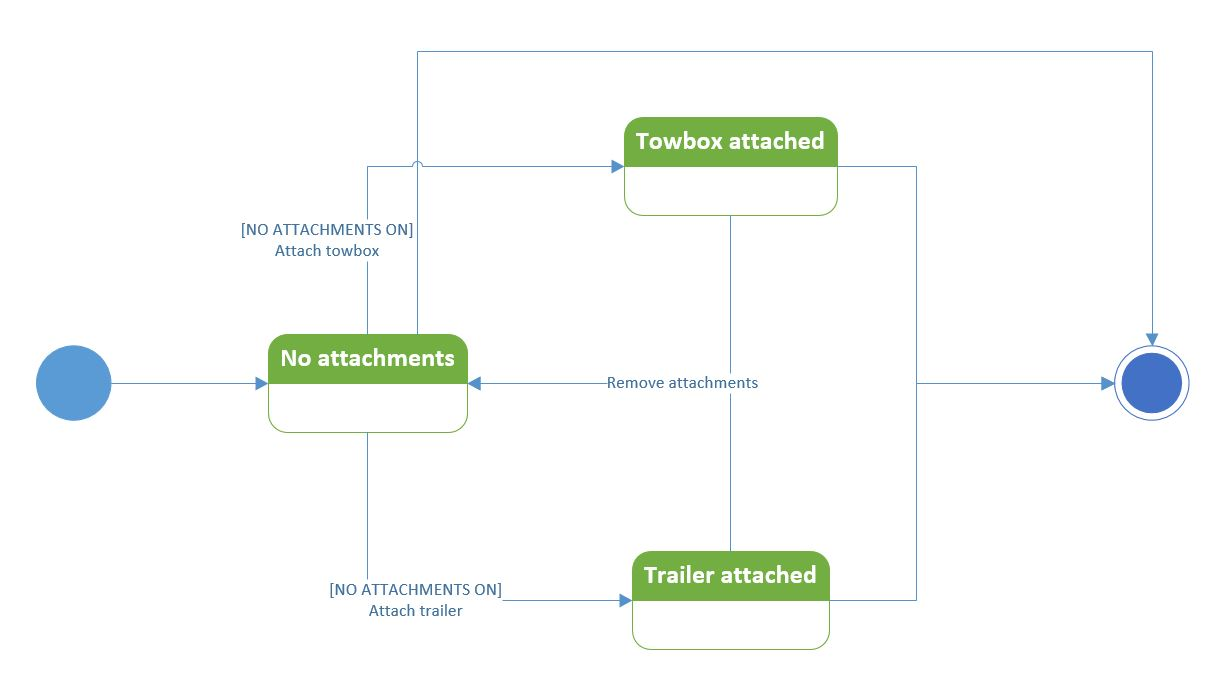 Towbox attached
[NO ATTACHMENTS ON]
Attach towbox
No attachments
Remove attachments
Trailer attached
[NO ATTACHMENTS ON]
Attach trailer